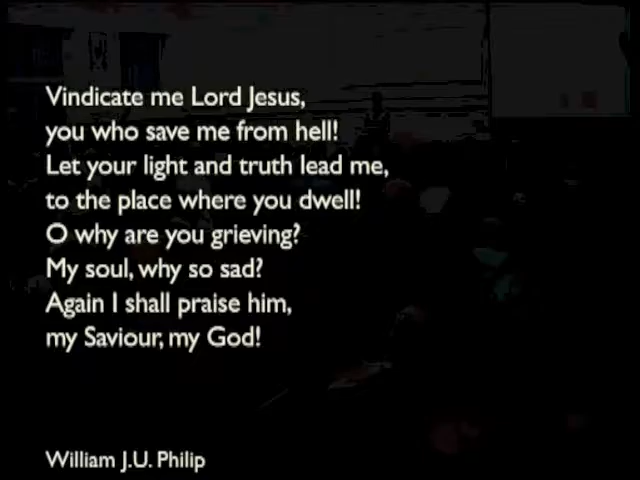 Vindicate me Lord Jesus,
you who save me from hell!
Let your light and truth lead me,
to the place where you dwell!
O why are you grieving?
My soul, why so sad?
Again I shall praise him,
my Saviour, my God!
William J.U. Philip